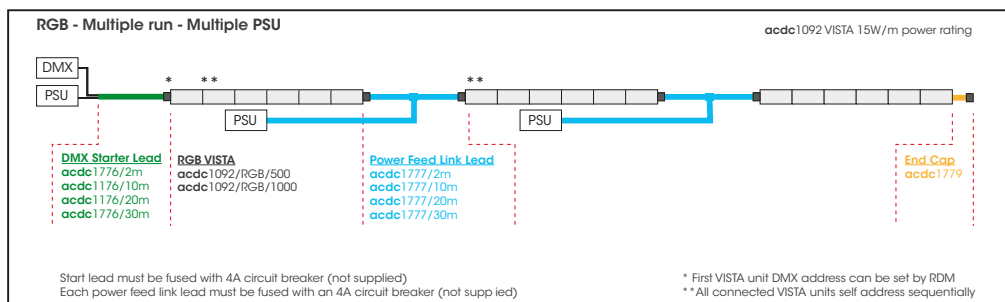 RGB - Multiple run - Multiple PSU
acdc1092 VISTA 15W/m power rating
DMX
PSU
*
**
**
PSU
PSU
DMX Starter Lead
acdc1776/2m
acdc1176/10m
acdc1176/20m
acdc1776/30m
RGB VISTA
acdc1092/RGB/500
acdc1092/RGB/1000
Power Feed Link Lead
acdc1777/2m
acdc1777/10m
acdc1777/20m
acdc1777/30m
End Cap
acdc1779
Start lead must be fused with 4A circuit breaker (not supplied)
Each power feed link lead must be fused with an 4A circuit breaker (not supp ied)
* First VISTA unit DMX address can be set by RDM
**All connected VISTA units self address sequentially